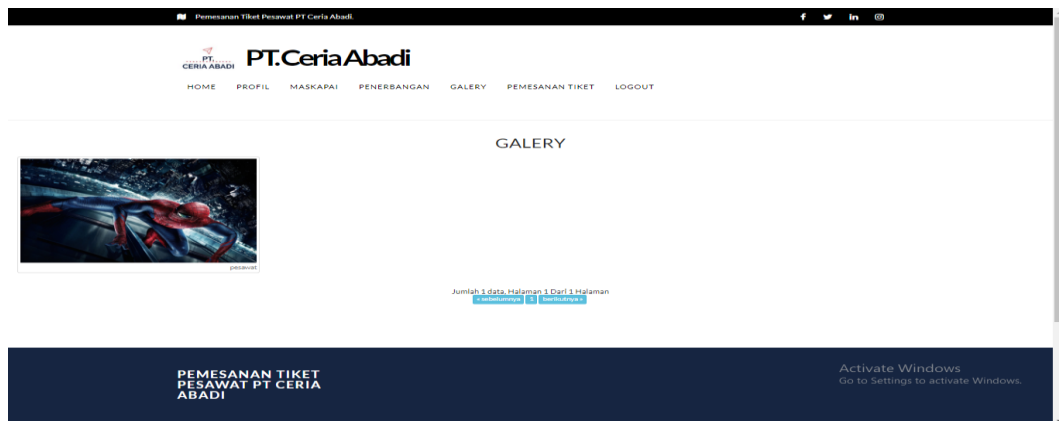 Pemesanan Tiket Pesawat PT Ceria Abadi.
PT.
CERIA ABADI
PT.Ceria Abadi
HOME PROFIL MASKAPAI PENERBANGAN GALERY PEMESANAN TIKET LOGOUT
GALERY
pesawat
Jumlah 1 data, Halaman 1 Dari 1 Halaman
« sebelumnya 1 berikutnya »
PEMESANAN TIKET
PESAWAT PT CERIA
ABADI
Activate Windows
Go to Settings to activate Windows.